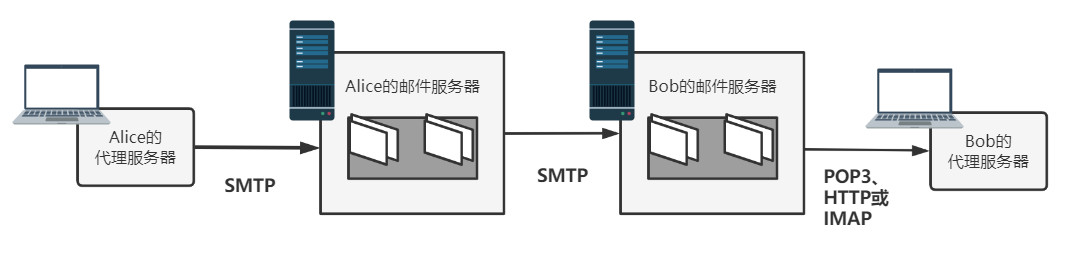 Alice的
代理服务器
SMTP
Alice的邮件服务器
SMTP
Bob的邮件服务器
POP3、
HTTP或
IMAP
Bob的
代理服务器